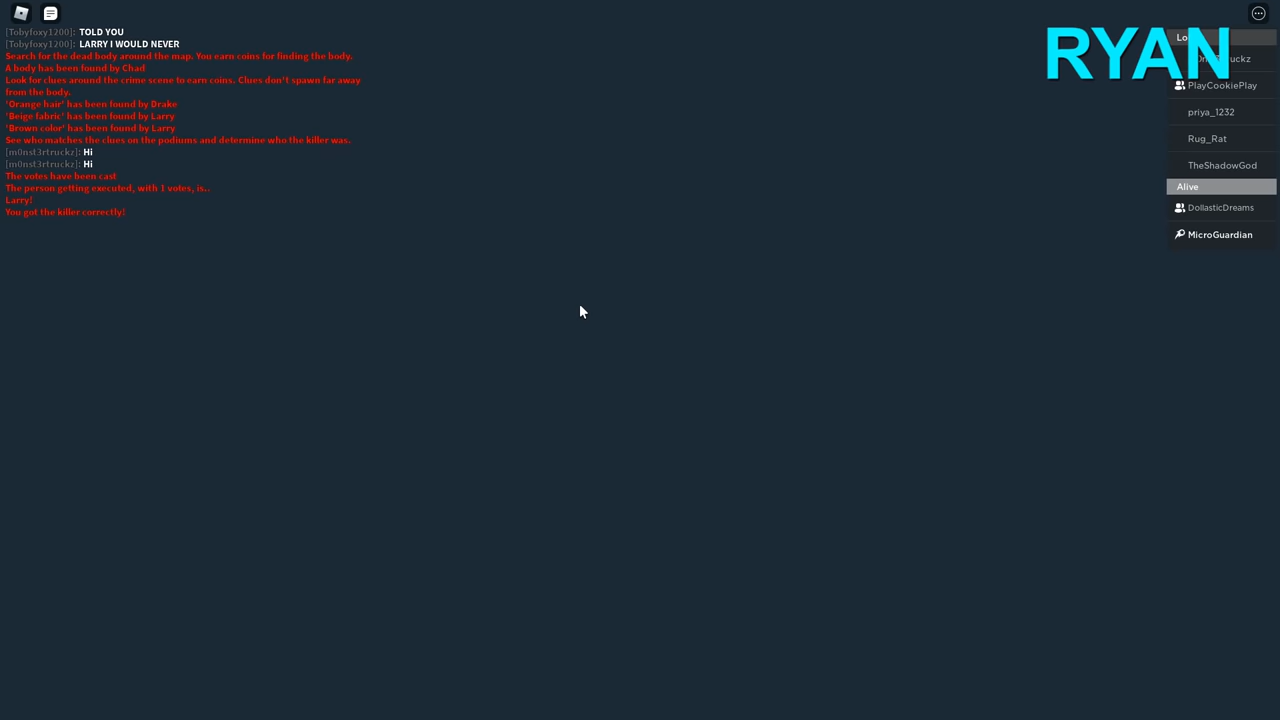 [Tobyfoxy1200]: TOLD YOU
[Tobyfoxy1200]: LARRY I WOULD NEVER
Search for the dead body around the map. You earn coins for finding the body.
A body has been found by Chad
Look for clues around the crime scene to earn coins. Clues don't spawn far away
from the body.
'Orange hair' has been found by Drake
'Beige fabric' has been found by Larry
'Brown color' has been found by Larry
See who matches the clues on the podiums and determine who the killer was.
[m0nst3rtruckz]: Hi
[m0nst3rtruckz]: Hi
The votes have been cast
The person getting executed, with 1 votes, is..
Larry!
You got the killer correctly!
RYAN
PlayCookiePlay
priya_1232
Rug_Rat
TheShadowGod
Alive
DollasticDreams
MicroGuardian